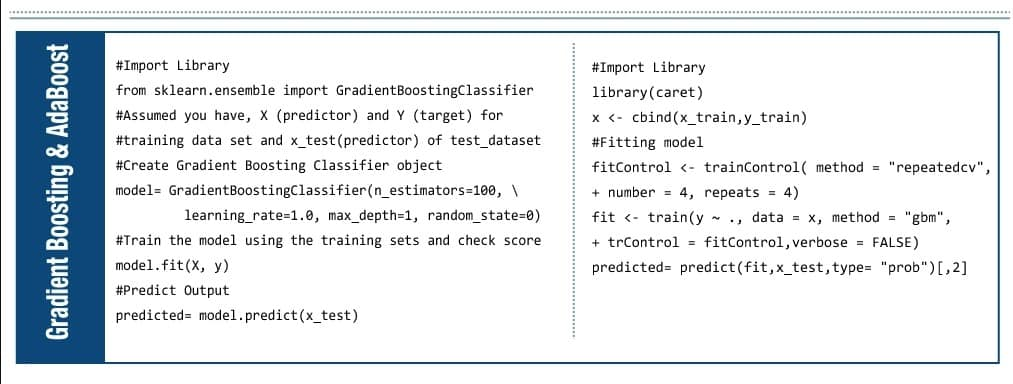 Gradient Boosting & AdaBoost
#Import Library
from sklearn.ensemble import GradientBoostingClassifier
#Assumed you have, X (predictor) and Y (target) for
#training data set and x_test(predictor) of test_dataset
#Create Gradient Boosting Classifier object
model= GradientBoostingClassifier(n_estimators=100, \
learning_rate=1.0, max_depth=1, random_state=0)
#Train the model using the training sets and check score
model.fit(X, y)
#Predict Output
predicted= model.predict(x_test)
#Import Library
library(caret)
x <- cbind(x_train,y_train)
#Fitting model
fitControl <- trainControl( method = "repeatedcv",
+ number = 4, repeats = 4)
fit <- train(y ~ ., data = x, method = "gbm",
+ trControl = fitControl,verbose = FALSE)
predicted= predict(fit,x_test,type= "prob")[,2]